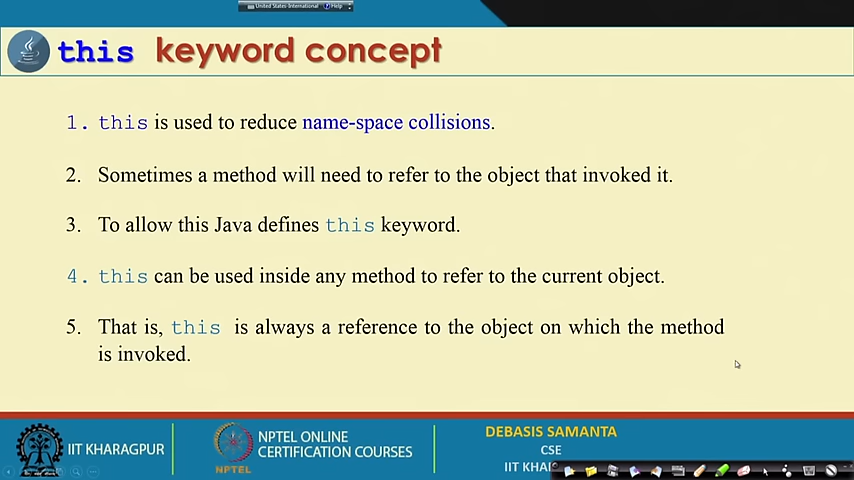 United States-International Help
this keyword concept
1. this is used to reduce name-space collisions.
2. Sometimes a method will need to refer to the object that invoked it.
3. To allow this Java defines this keyword.
4. this can be used inside any method to refer to the current object.
5. That is, this is always a reference to the object on which the method
is invoked.
IIT KHARAGPUR
NPTEL
NPTEL ONLINE
CERTIFICATION COURSES
DEBASIS SAMANTA
CSE
IIT KHA